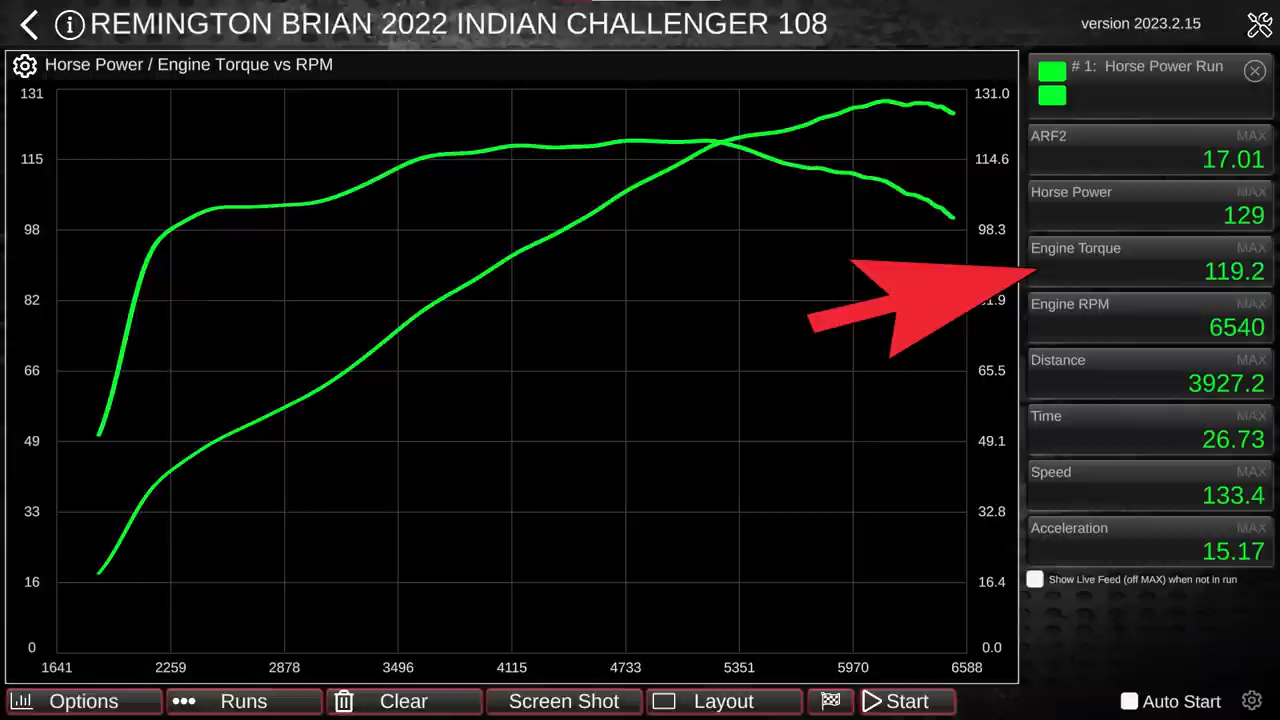 REMINGTON BRIAN 2022 INDIAN CHALLENGER 108
version 2023.2.15
Horse Power / Engine Torque vs RPM
131
115
98
82
66
49
33
16
0
131.0
114.6
98.3
1.9
65.5
49.1
32.8
16.4
0.0
1641 2259 2878 3496 4115 4733 5351 5970 6588
# 1: Horse Power Run
ARF2 MAX
17.01
Horse Power MAX
129
Engine Torque MAX
119.2
Engine RPM MAX
6540
Distance MAX
3927.2
Time MAX
26.73
Speed MAX
133.4
Acceleration MAX
15.17
Show Live Feed (off MAX) when not in run
Options Runs Clear Screen Shot Layout Start Auto Start